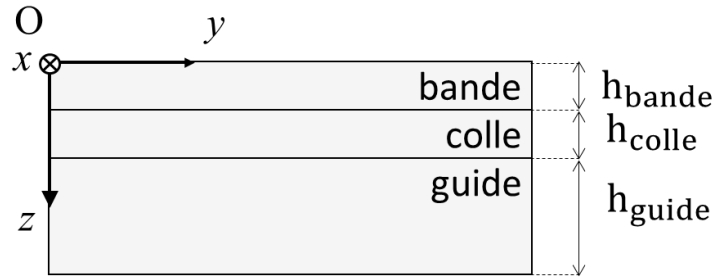 O
y
x
bande
h_bande
colle
h_colle
guide
h_guide
z